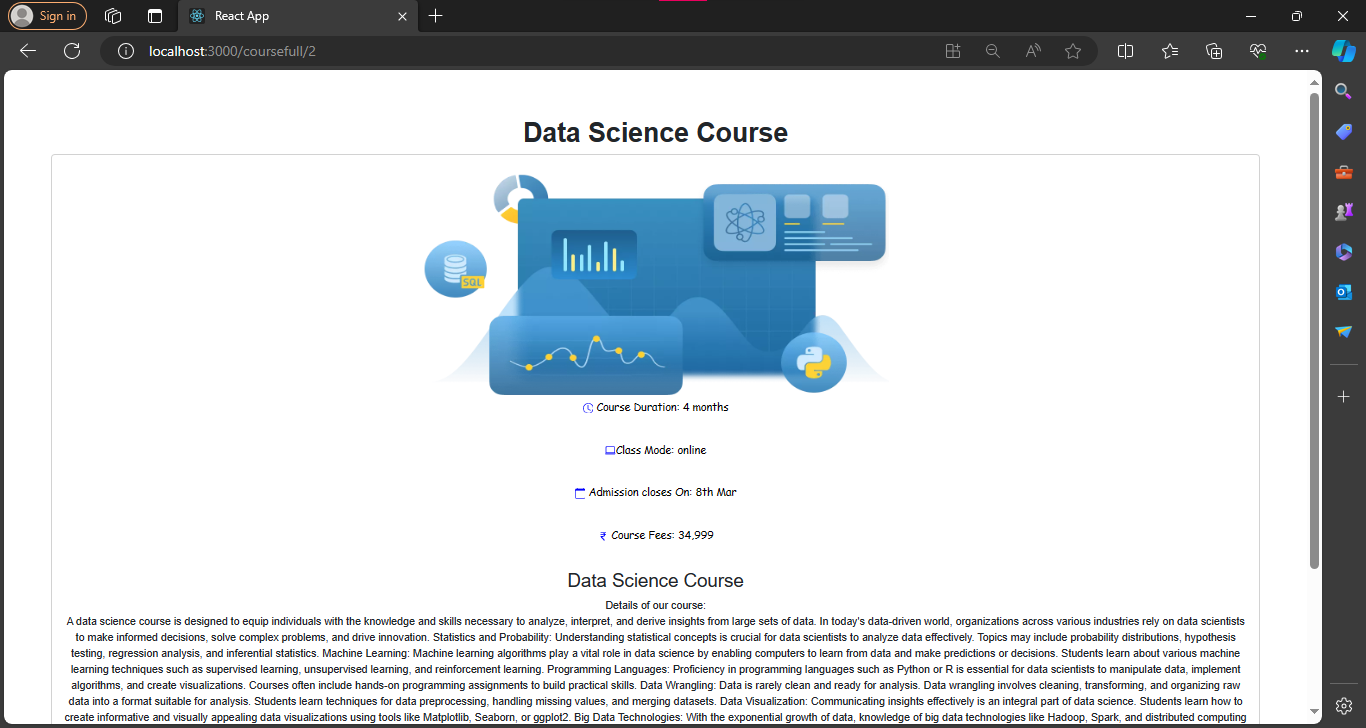 Sign in
React App
localhost:3000/coursefull/2
Data Science Course
SQL
Course Duration: 4 months
Class Mode: online
Admission closes On: 8th Mar
₹ Course Fees: 34,999
Data Science Course
Details of our course:
A data science course is designed to equip individuals with the knowledge and skills necessary to analyze, interpret, and derive insights from large sets of data. In today's data-driven world, organizations across various industries rely on data scientists
to make informed decisions, solve complex problems, and drive innovation. Statistics and Probability: Understanding statistical concepts is crucial for data scientists to analyze data effectively. Topics may include probability distributions, hypothesis
testing, regression analysis, and inferential statistics. Machine Learning: Machine learning algorithms play a vital role in data science by enabling computers to learn from data and make predictions or decisions. Students learn about various machine
learning techniques such as supervised learning, unsupervised learning, and reinforcement learning. Programming Languages: Proficiency in programming languages such as Python or R is essential for data scientists to manipulate data, implement
algorithms, and create visualizations. Courses often include hands-on programming assignments to build practical skills. Data Wrangling: Data is rarely clean and ready for analysis. Data wrangling involves cleaning, transforming, and organizing raw
data into a format suitable for analysis. Students learn techniques for data preprocessing, handling missing values, and merging datasets. Data Visualization: Communicating insights effectively is an integral part of data science. Students learn how to
create informative and visually appealing data visualizations using tools like Matplotlib, Seaborn, or ggplot2. Big Data Technologies: With the exponential growth of data, knowledge of big data technologies like Hadoop, Spark, and distributed computing